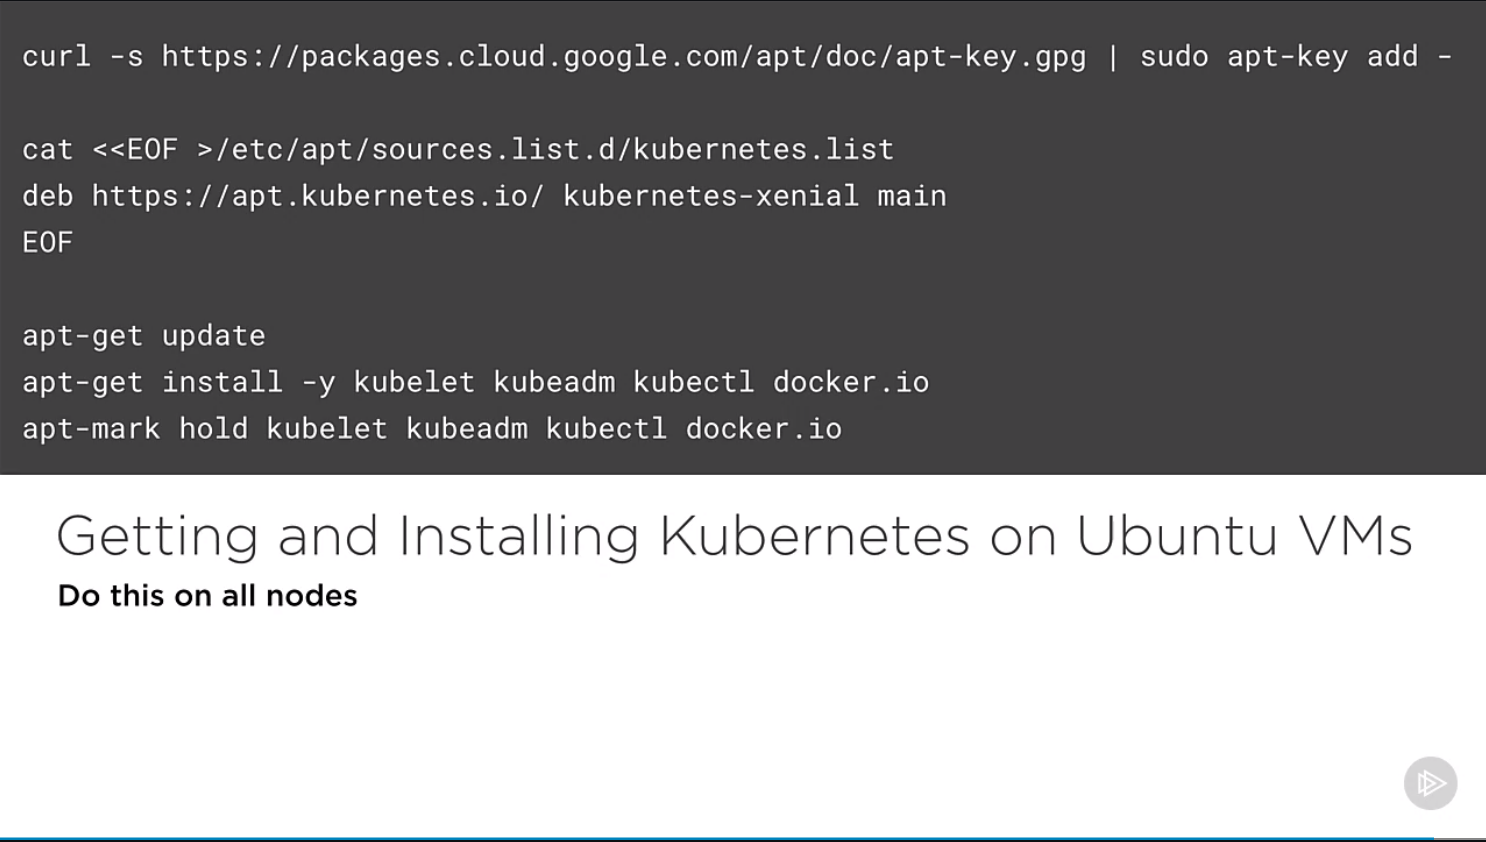 curl -s https://packages.cloud.google.com/apt/doc/apt-key.gpg | sudo apt-key add -
cat <<EOF >/etc/apt/sources.list.d/kubernetes.list
deb https://apt.kubernetes.io/ kubernetes-xenial main
EOF
apt-get update
apt-get install -y kubelet kubeadm kubectl docker.io
apt-mark hold kubelet kubeadm kubectl docker.io
Getting and Installing Kubernetes on Ubuntu VMs
Do this on all nodes